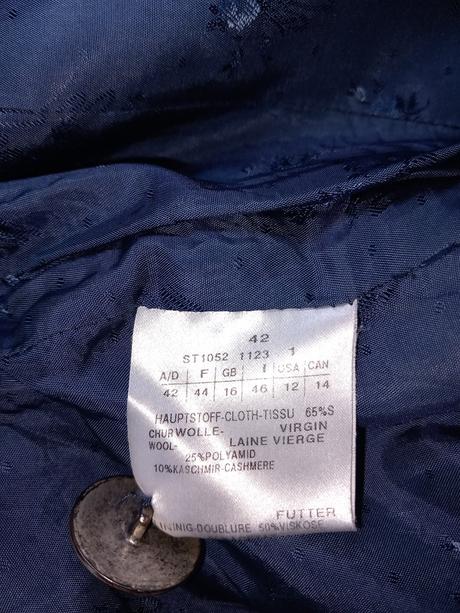 42
ST1052 1123 1
A/D F GB I USA CAN
42 44 16 46 12 14
HAUPTSTOFF-CLOTH-TISSU 65%S
CHURWOLLE- VIRGIN
WOOL- LAINE VIERGE
25%POLYAMID
10%KASCHMIR-CASHMERE
FUTTER
ININIG-DOUBLURE 50%VISKOSE